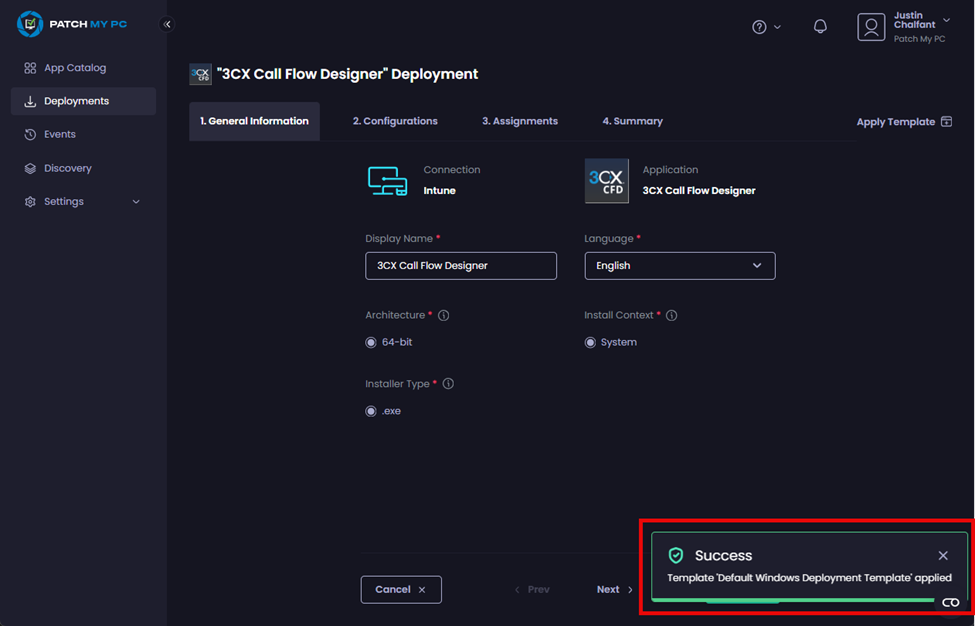 PATCH MY PC
Justin
Chalfant
Patch My PC
App Catalog
Deployments
Events
Discovery
Settings
3CX
CFD
"3CX Call Flow Designer" Deployment
1. General Information
2. Configurations
3. Assignments
4. Summary
Apply Template
Connection
Intune
3CX
CFD
Application
3CX Call Flow Designer
Display Name *
Language *
3CX Call Flow Designer
English
Architecture *
Install Context *
64-bit
System
Installer Type *
.exe
Success
Template 'Default Windows Deployment Template' applied
Cancel
Prev
Next